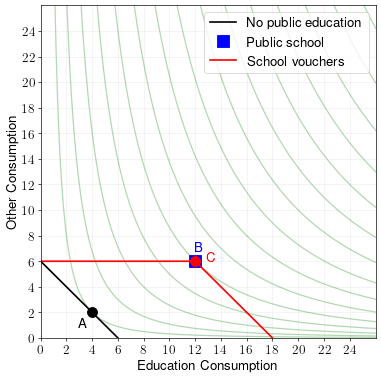 No public education
Public school
School vouchers
24
22
20
18
16
14
12
10
8
6
4
2
0
Other Consumption
B
C
A
0 2 4 6 8 10 12 14 16 18 20 22 24
Education Consumption